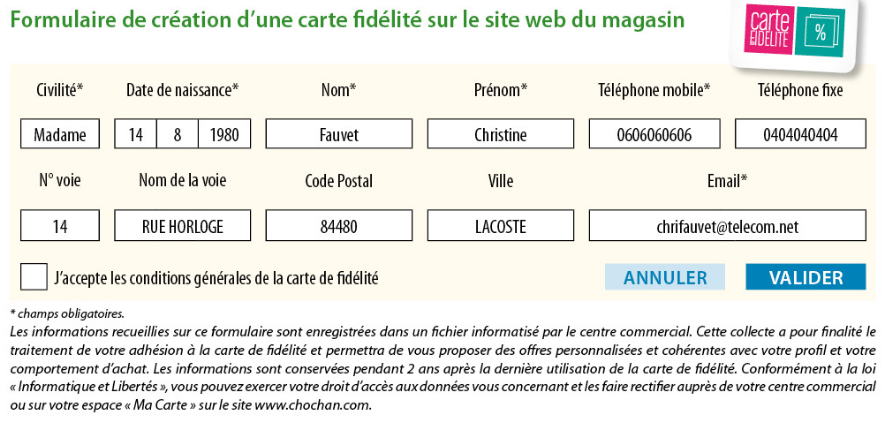 Formulaire de création d'une carte fidélité sur le site web du magasin
carte
DE
FIDELITÉ
%
Civilité* Date de naissance* Nom* Prénom* Téléphone mobile* Téléphone fixe
Madame 14 8 1980 Fauvet Christine 0606060606 0404040404
N° voie Nom de la voie Code Postal Ville Email*
14 RUE HORLOGE 84480 LACOSTE chrifauvet@telecom.net
J'accepte les conditions générales de la carte de fidélité ANNULER VALIDER
* champs obligatoires.
Les informations recueillies sur ce formulaire sont enregistrées dans un fichier informatisé par le centre commercial. Cette collecte a pour finalité le
traitement de votre adhésion à la carte de fidélité et permettra de vous proposer des offres personnalisées et cohérentes avec votre profil et votre
comportement d'achat. Les informations sont conservées pendant 2 ans après la dernière utilisation de la carte de fidélité. Conformément à la loi
« Informatique et Libertés », vous pouvez exercer votre droit d'accès aux données vous concernant et les faire rectifier auprès de votre centre commercial
ou sur votre espace « Ma Carte » sur le site www.chochan.com.